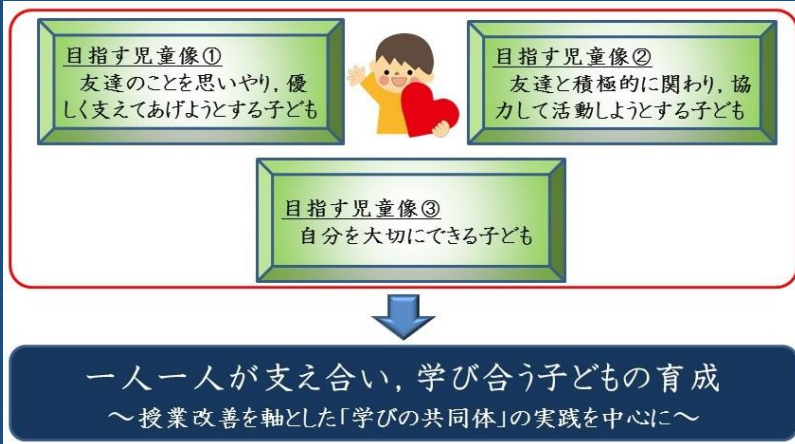 目指す児童像①
友達のことを思いやり，優
しく支えてあげようとする子ども
目指す児童像②
友達と積極的に関わり，協
力して活動しようとする子ども
目指す児童像③
自分を大切にできる子ども
一人一人が支え合い，学び合う子どもの育成
～授業改善を軸とした「学びの共同体」の実践を中心に～